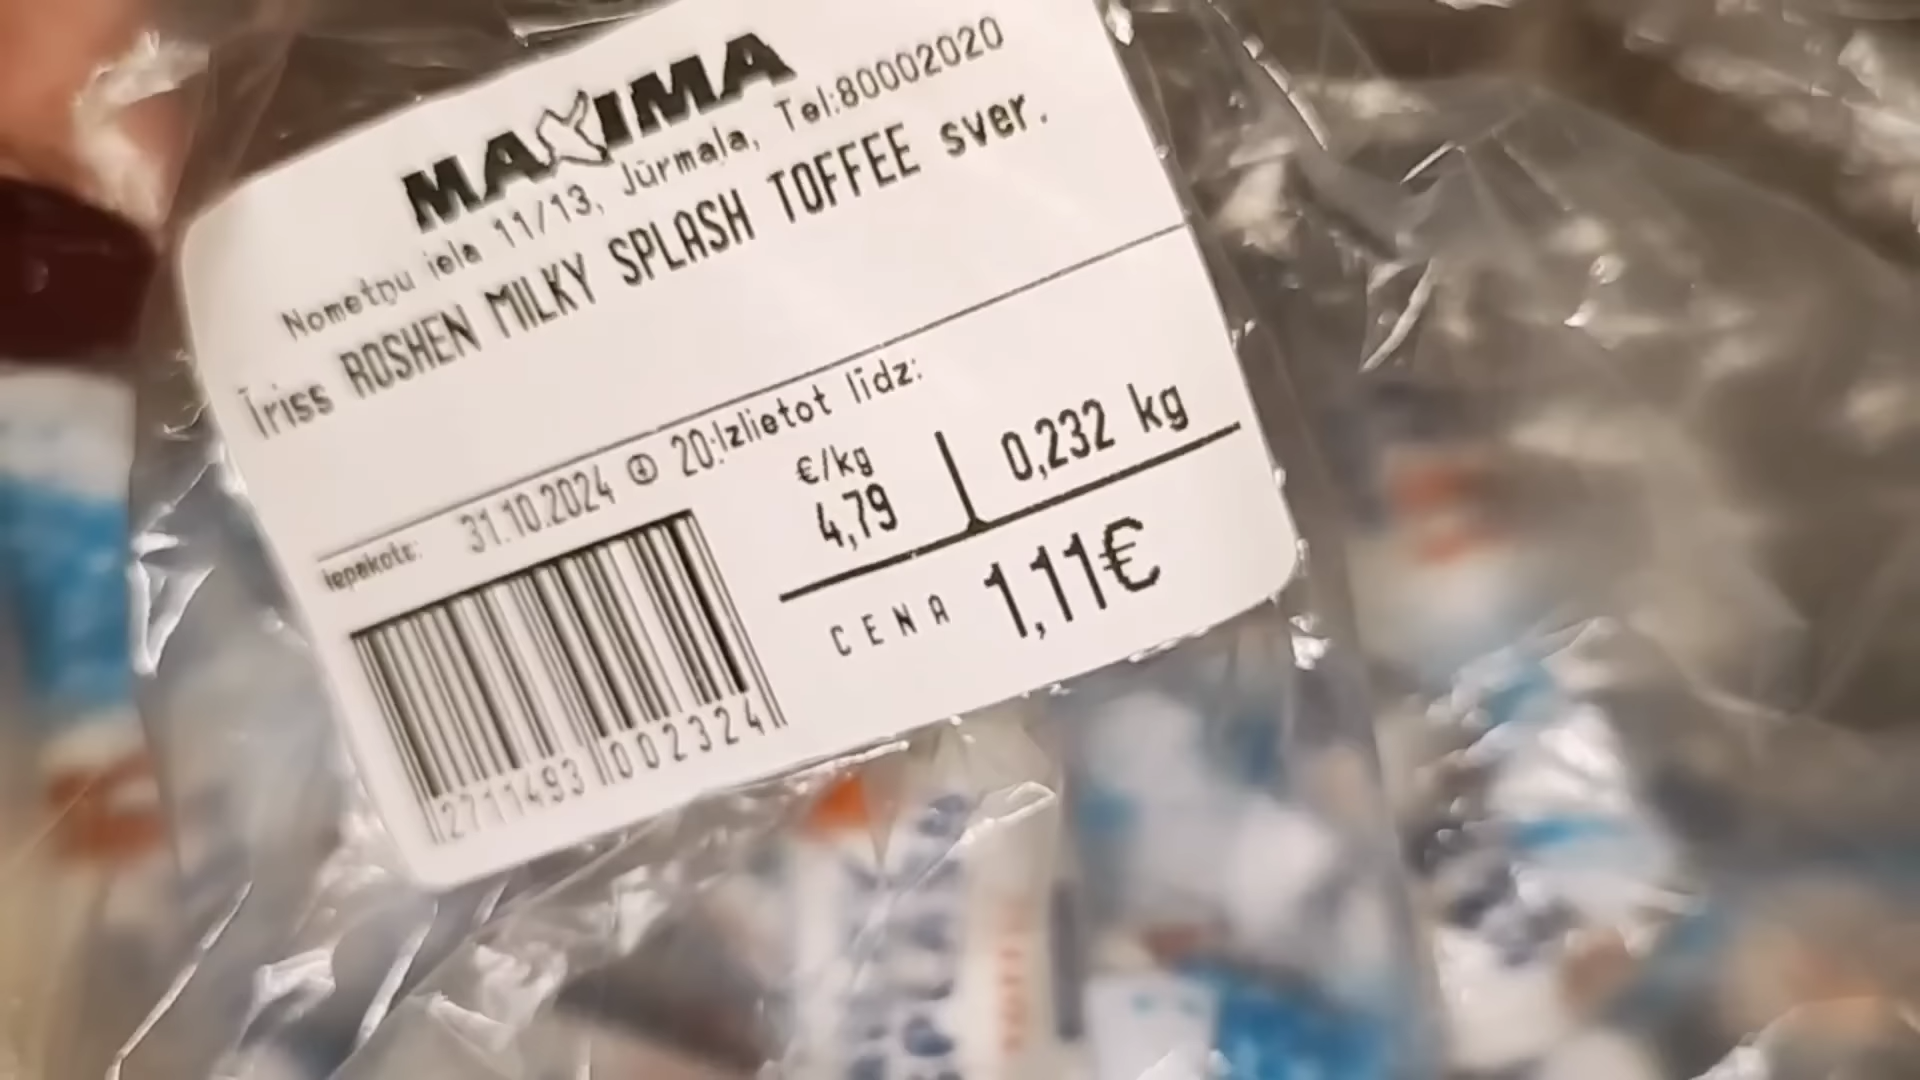 MAXIMA
Nometņu iela 11/13, Jūrmala, Tel:80002020
Īriss ROSHEN MILKY SPLASH TOFFEE sver.
Iepakots: 31.10.2024 20:Izlietot līdz:
€/kg
4,79
0,232 kg
CENA 1,11€
2711493 002324